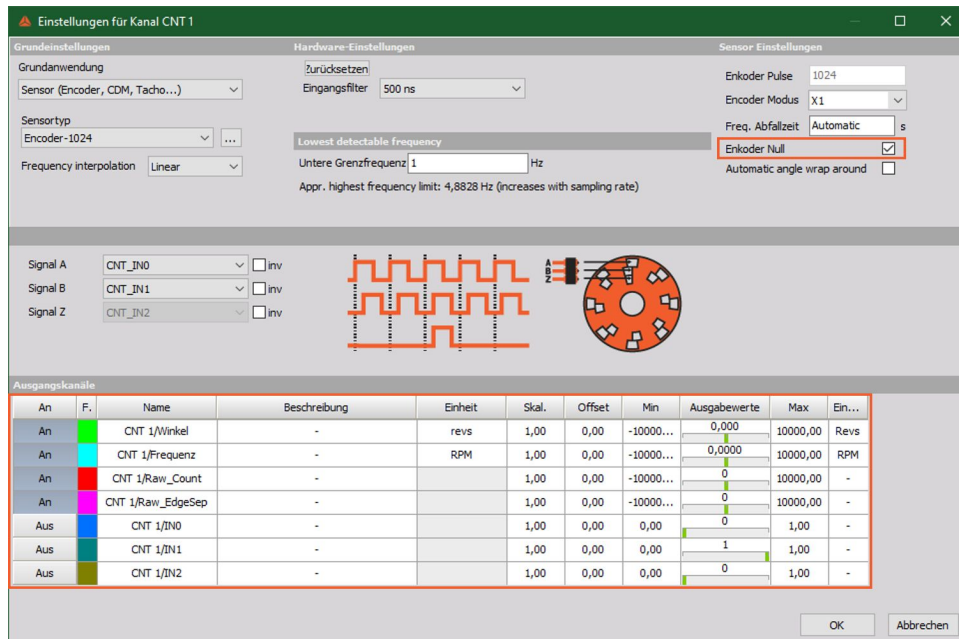 Einstellungen für Kanal CNT 1
Grundeinstellungen
Grundanwendung
Sensor (Encoder, CDM, Tacho...)
Sensortyp
Encoder-1024
...
Frequency interpolation Linear
Hardware-Einstellungen
Zurücksetzen
Eingangsfilter 500 ns
Lowest detectable frequency
Untere Grenzfrequenz 1 Hz
Appr. highest frequency limit: 4,8828 Hz (increases with sampling rate)
Sensor Einstellungen
Enkoder Pulse 1024
Encoder Modus X1
Freq. Abfallzeit Automatic s
Enkoder Null
Automatic angle wrap around
Signal A CNT_IN0 inv
Signal B CNT_IN1 inv
Signal Z CNT_IN2 inv
A
B
Z
Ausgangskanäle
An F. Name Beschreibung Einheit Skal. Offset Min Ausgabewerte Max Ein...
An CNT 1/Winkel - revs 1,00 0,00 -10000... 0,000 10000,00 Revs
An CNT 1/Frequenz - RPM 1,00 0,00 -10000... 0,0000 10000,00 RPM
An CNT 1/Raw_Count - 1,00 0,00 -10000... 0 10000,00 -
An CNT 1/Raw_EdgeSep - 1,00 0,00 -10000... 0 10000,00 -
Aus CNT 1/IN0 - 1,00 0,00 0,00 0 1,00 -
Aus CNT 1/IN1 - 1,00 0,00 0,00 1 1,00 -
Aus CNT 1/IN2 - 1,00 0,00 0,00 0 1,00 -
OK Abbrechen